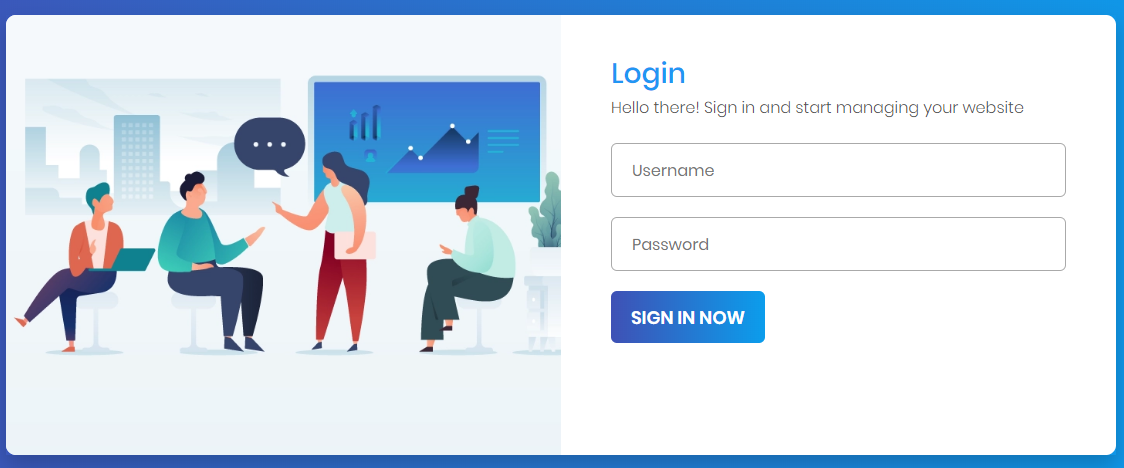 Login
Hello there! Sign in and start managing your website
Username
Password
SIGN IN NOW